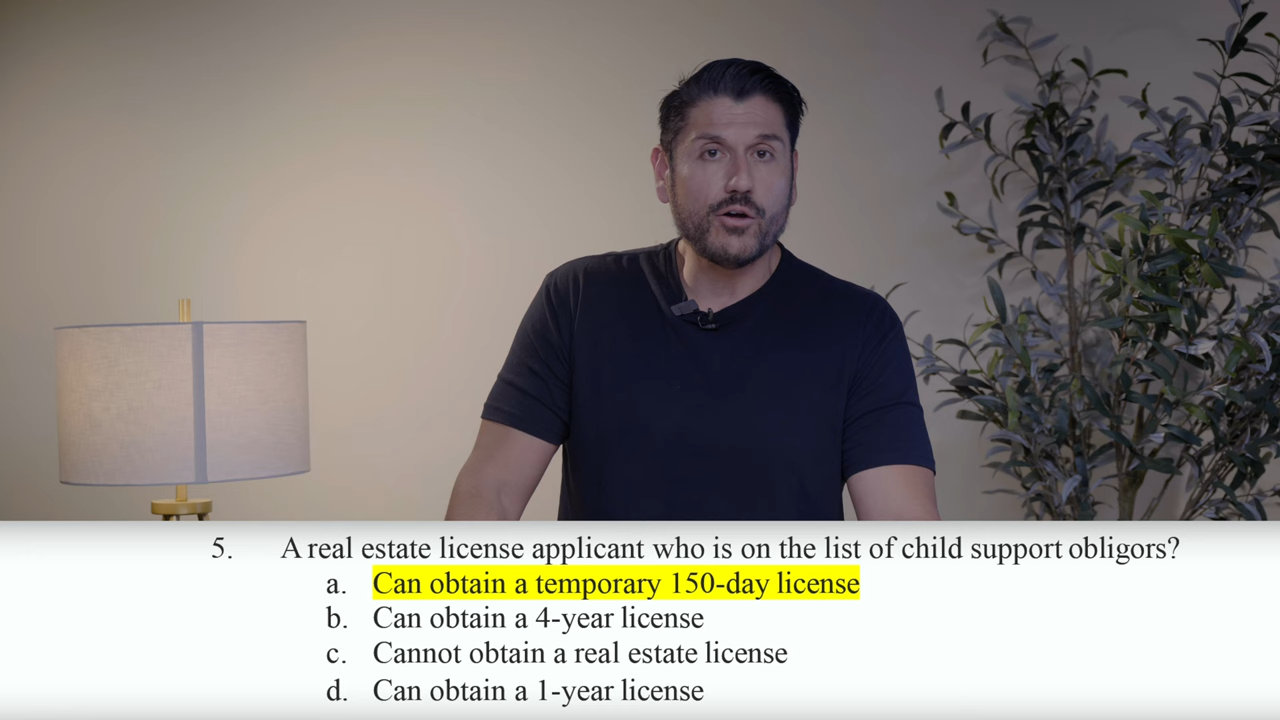 5. A real estate license applicant who is on the list of child support obligors?
a. Can obtain a temporary 150-day license
b. Can obtain a 4-year license
c. Cannot obtain a real estate license
d. Can obtain a 1-year license